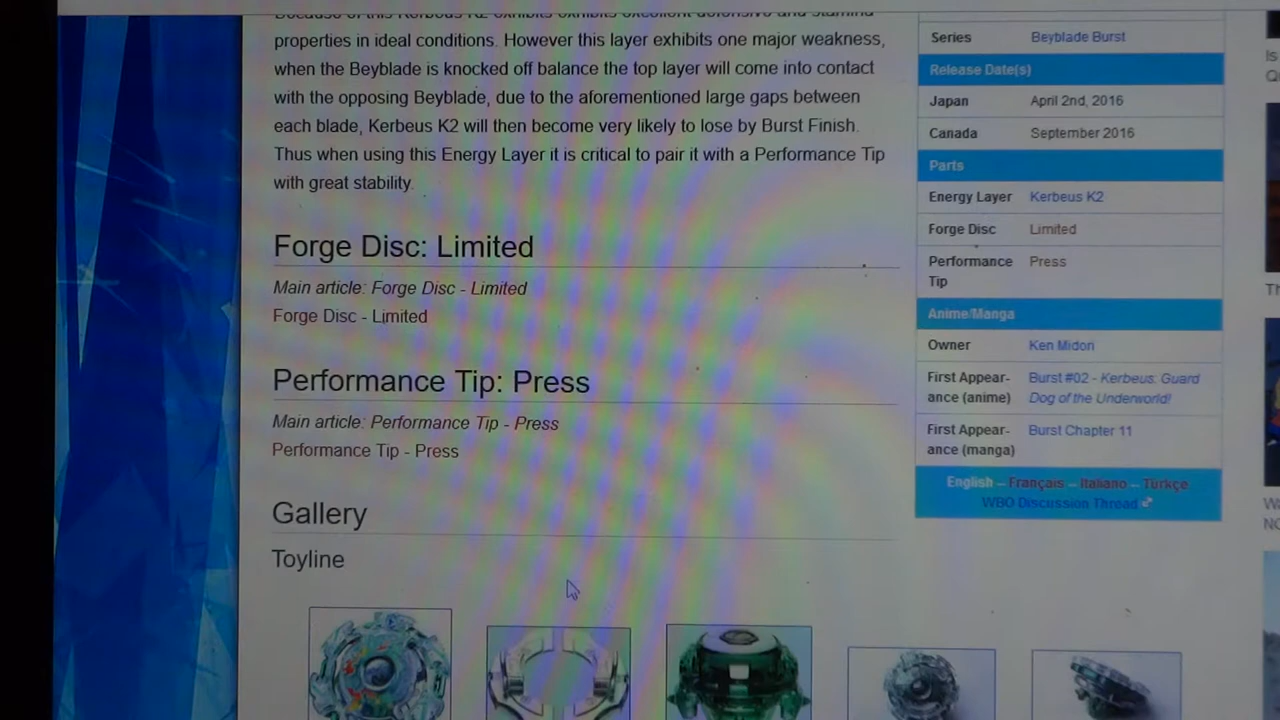 properties in ideal conditions. However this layer exhibits one major weakness,
when the Beyblade is knocked off balance the top layer will come into contact
with the opposing Beyblade, due to the aforementioned large gaps between
each blade, Kerbeus K2 will then become very likely to lose by Burst Finish.
Thus when using this Energy Layer it is critical to pair it with a Performance Tip
with great stability.
Forge Disc: Limited
Main article: Forge Disc - Limited
Forge Disc - Limited
Performance Tip: Press
Main article: Performance Tip - Press
Performance Tip - Press
Gallery
Toyline
Series Beyblade Burst
Release Date(s)
Japan April 2nd, 2016
Canada September 2016
Parts
Energy Layer Kerbeus K2
Forge Disc Limited
Performance Press
Tip
Anime/Manga
Owner Ken Midori
First Appear- Burst #02 - Kerbeus: Guard
ance (anime) Dog of the Underworld!
First Appear- Burst Chapter 11
ance (manga)
English – Français – Italiano – Türkçe
WBO Discussion Thread